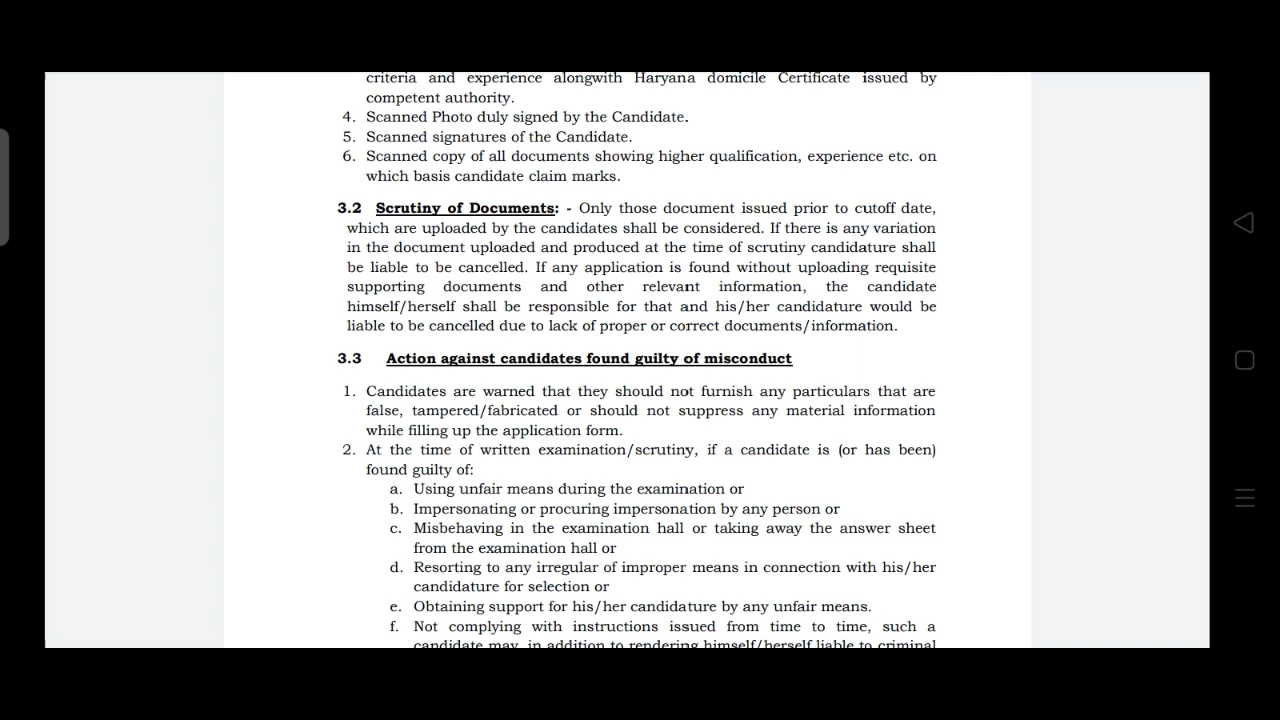 criteria and experience alongwith Haryana domicile Certificate issued by
competent authority.
4. Scanned Photo duly signed by the Candidate.
5. Scanned signatures of the Candidate.
6. Scanned copy of all documents showing higher qualification, experience etc. on
which basis candidate claim marks.
3.2 Scrutiny of Documents: - Only those document issued prior to cutoff date,
which are uploaded by the candidates shall be considered. If there is any variation
in the document uploaded and produced at the time of scrutiny candidature shall
be liable to be cancelled. If any application is found without uploading requisite
supporting documents and other relevant information, the candidate
himself/herself shall be responsible for that and his/her candidature would be
liable to be cancelled due to lack of proper or correct documents/information.
3.3 Action against candidates found guilty of misconduct
1. Candidates are warned that they should not furnish any particulars that are
false, tampered/fabricated or should not suppress any material information
while filling up the application form.
2. At the time of written examination/scrutiny, if a candidate is (or has been)
found guilty of:
a. Using unfair means during the examination or
b. Impersonating or procuring impersonation by any person or
c. Misbehaving in the examination hall or taking away the answer sheet
from the examination hall or
d. Resorting to any irregular of improper means in connection with his/her
candidature for selection or
e. Obtaining support for his/her candidature by any unfair means.
f. Not complying with instructions issued from time to time, such a
candidate may, in addition to rendering himself/herself liable to criminal